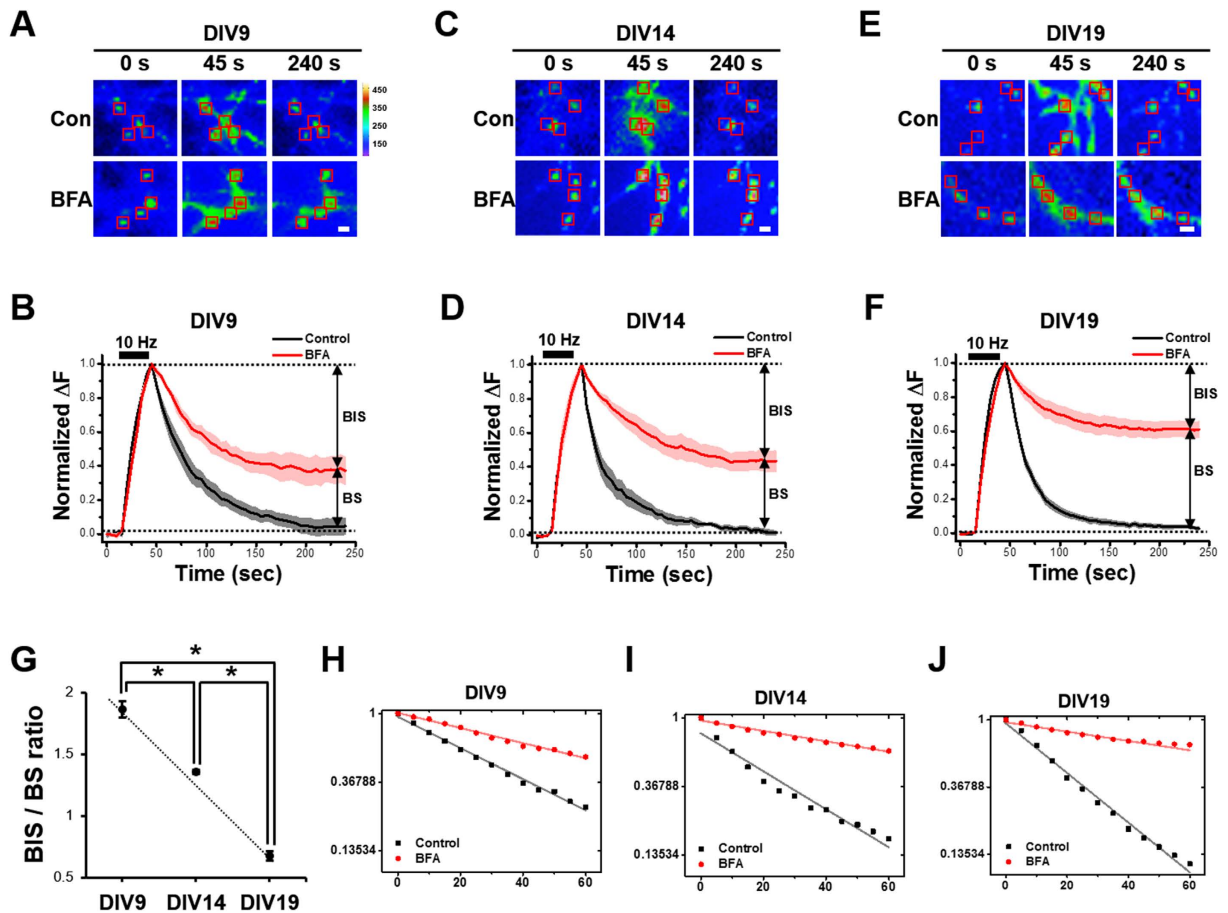 A
DIV9
0 s 45 s 240 s
Con
BFA
450
350
250
150
C
DIV14
0 s 45 s 240 s
Con
BFA
E
DIV19
0 s 45 s 240 s
Con
BFA
B
DIV9
10 Hz
Control
BFA
Normalized ΔF
1.0
0.8
0.6
0.4
0.2
0.0
BIS
BS
0 50 100 150 200 250
Time (sec)
D
DIV14
10 Hz
Control
BFA
Normalized ΔF
1.0
0.8
0.6
0.4
0.2
0.0
BIS
BS
0 50 100 150 200 250
Time (sec)
F
DIV19
10 Hz
Control
BFA
Normalized ΔF
1.0
0.8
0.6
0.4
0.2
0.0
BIS
BS
0 50 100 150 200 250
Time (sec)
G
*
* *
BIS / BS ratio
2
1.5
1
0.5
DIV9 DIV14 DIV19
H
DIV9
1
0.36788
0.13534
Control
BFA
0 20 40 60
I
DIV14
1
0.36788
0.13534
Control
BFA
0 20 40 60
J
DIV19
1
0.36788
0.13534
Control
BFA
0 20 40 60